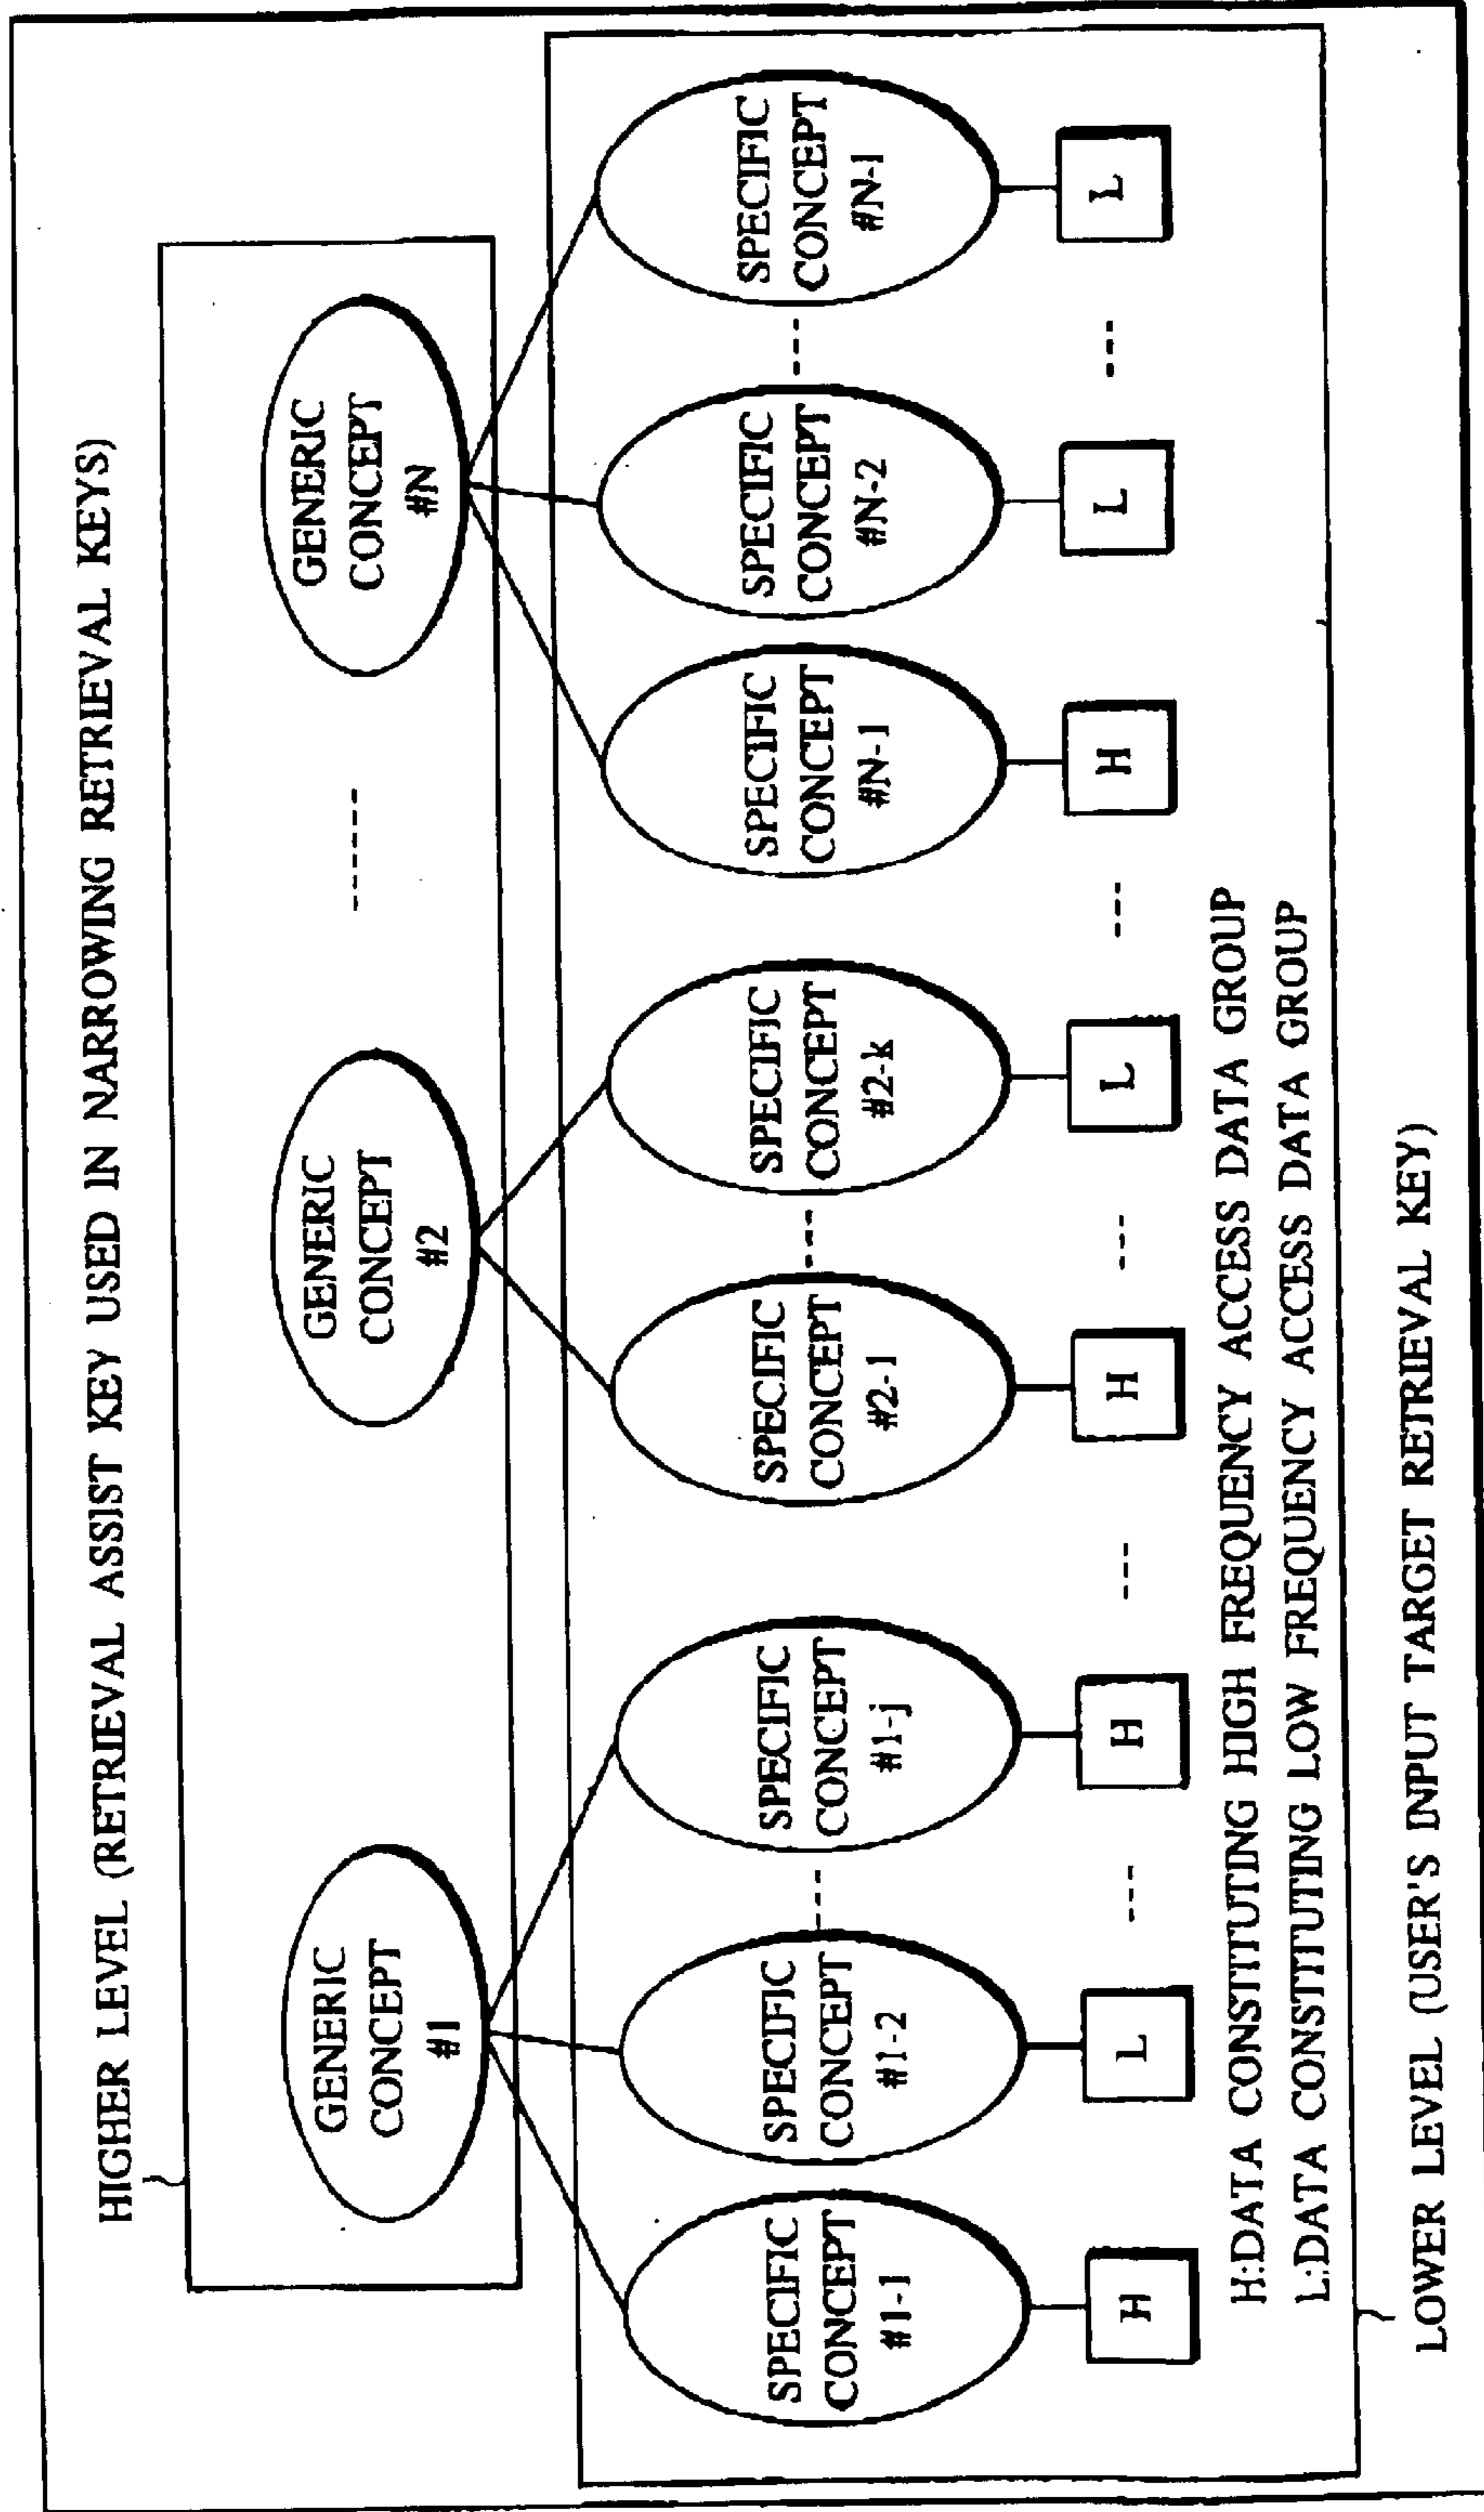 HIGHER LEVEL (RETRIEVAL ASSIST KEY USED IN NARROWING RETRIEVAL KEYS)
GENERIC
CONCEPT
#1
GENERIC
CONCEPT
#2
GENERIC
CONCEPT
#N
SPECIFIC
CONCEPT
#1-1
SPECIFIC
CONCEPT
#1-2
SPECIFIC
CONCEPT
#1-j
SPECIFIC
CONCEPT
#2-1
SPECIFIC
CONCEPT
#2-k
SPECIFIC
CONCEPT
#N-1
SPECIFIC
CONCEPT
#N-2
SPECIFIC
CONCEPT
#N-l
H
L
H
H
L
H
L
L
H:DATA CONSTITUTING HIGH FREQUENCY ACCESS DATA GROUP
L:DATA CONSTITUTING LOW FREQUENCY ACCESS DATA GROUP
LOWER LEVEL (USER'S INPUT TARGET RETRIEVAL KEY)